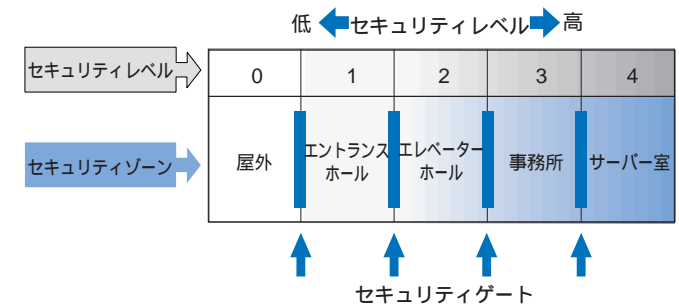 低 セキュリティレベル 高
セキュリティレベル
0 1 2 3 4
セキュリティゾーン
屋外
エントランス
ホール
エレベーター
ホール
事務所
サーバー室
セキュリティゲート